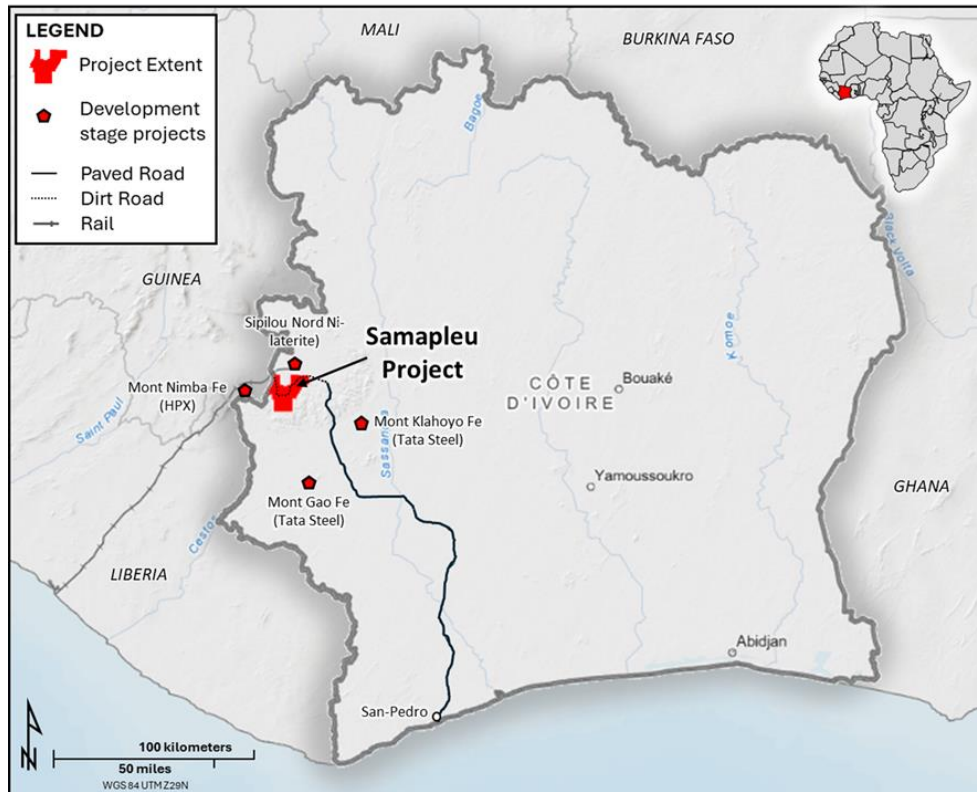 LEGEND
Project Extent
Development
stage projects
Paved Road
Dirt Road
Rail
MALI
BURKINA FASO
Bagoe
Black Volta
GUINEA
Sipilou Nord Ni-
laterite)
Samapleu
Project
Mont Nimba Fe
(HPX)
Saint Paul
Mont Klahoyo Fe
(Tata Steel)
Sassandra
Komoe
CÔTE
D'IVOIRE
Bouaké
Mont Gao Fe
(Tata Steel)
Yamoussoukro
GHANA
Cestos
LIBERIA
Abidjan
San-Pedro
N
100 kilometers
50 miles
WGS 84 UTM Z29N